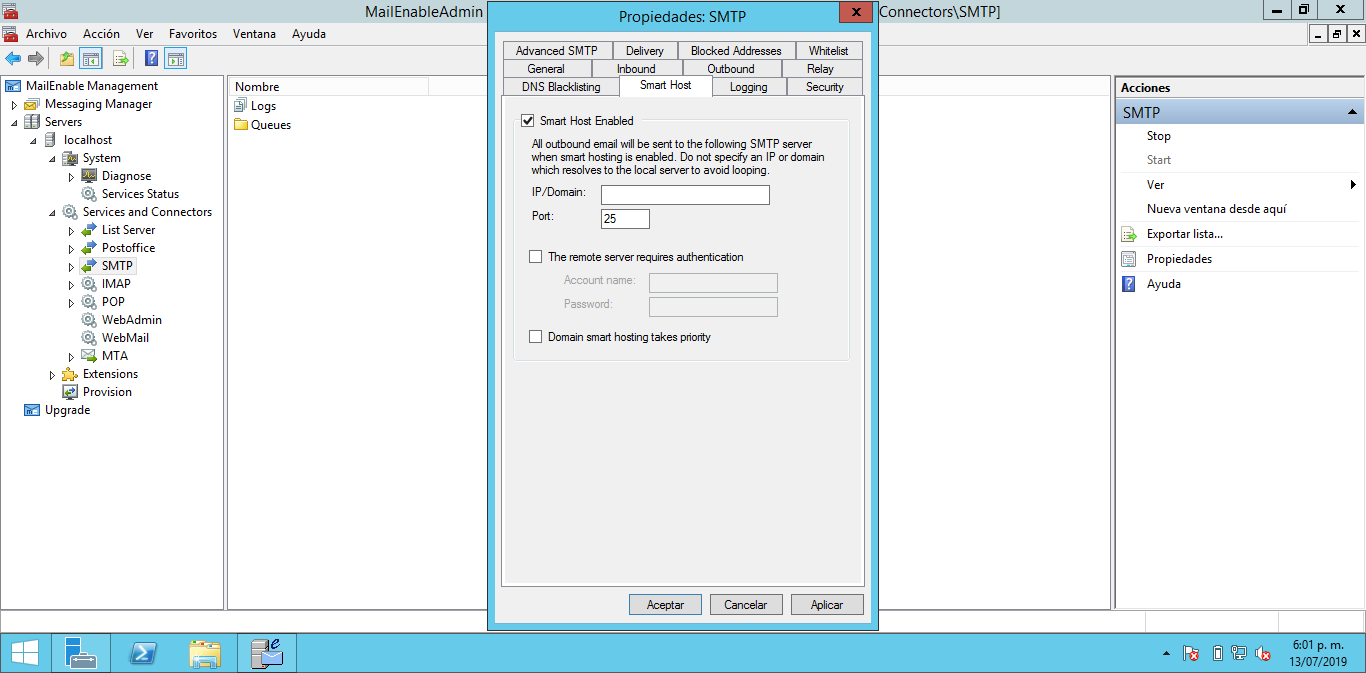 MailEnableAdmin
Propiedades: SMTP
Connectors\SMTP]
Archivo Acción Ver Favoritos Ventana Ayuda
MailEnable Management
Messaging Manager
Servers
localhost
System
Diagnose
Services Status
Services and Connectors
List Server
Postoffice
SMTP
IMAP
POP
WebAdmin
WebMail
MTA
Extensions
Provision
Upgrade
Nombre
Logs
Queues
Advanced SMTP Delivery Blocked Addresses Whitelist
General Inbound Outbound Relay
DNS Blacklisting Smart Host Logging Security
Smart Host Enabled
All outbound email will be sent to the following SMTP server
when smart hosting is enabled. Do not specify an IP or domain
which resolves to the local server to avoid looping.
IP/Domain:
Port: 25
The remote server requires authentication
Account name:
Password:
Domain smart hosting takes priority
Aceptar Cancelar Aplicar
Acciones
SMTP
Stop
Start
Ver
Nueva ventana desde aquí
Exportar lista...
Propiedades
Ayuda
6:01 p. m.
13/07/2019